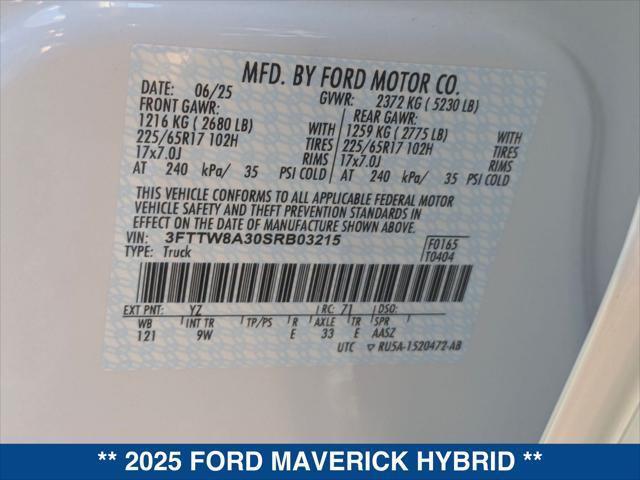 MFD. BY FORD MOTOR CO.
DATE: 06/25 GVWR: 2372 KG ( 5230 LB)
FRONT GAWR: REAR GAWR:
1216 KG ( 2680 LB) WITH 1259 KG ( 2775 LB) WITH
225/65R17 102H TIRES 225/65R17 102H TIRES
17x7.0J RIMS 17x7.0J RIMS
AT 240 kPa/ 35 PSI COLD AT 240 kPa/ 35 PSI COLD
THIS VEHICLE CONFORMS TO ALL APPLICABLE FEDERAL MOTOR
VEHICLE SAFETY AND THEFT PREVENTION STANDARDS IN
EFFECT ON THE DATE OF MANUFACTURE SHOWN ABOVE.
VIN: 3FTTW8A30SRB03215 F0165
TYPE: Truck T0404
EXT PNT: YZ RC: 71 DSO:
WB INT TR TP/PS R AXLE TR SPR
121 9W E 33 E AASZ
UTC ▽ RU5A-1520472-AB
** 2025 FORD MAVERICK HYBRID **